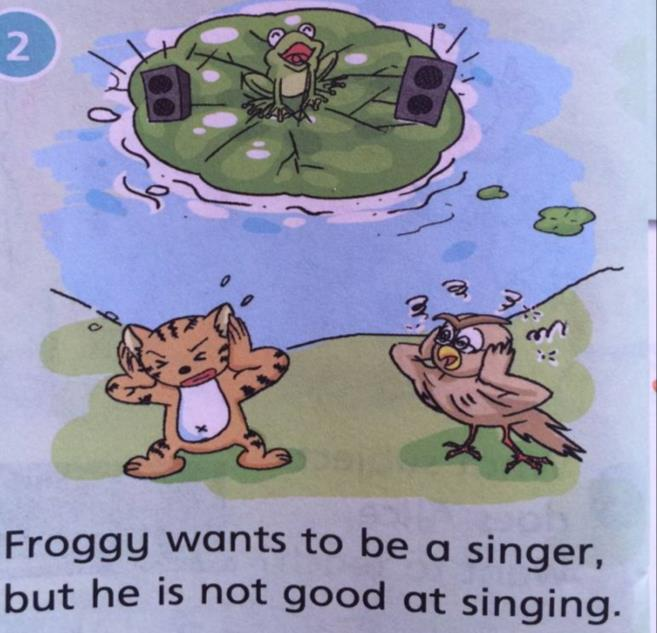 2
Froggy wants to be a singer,
but he is not good at singing.